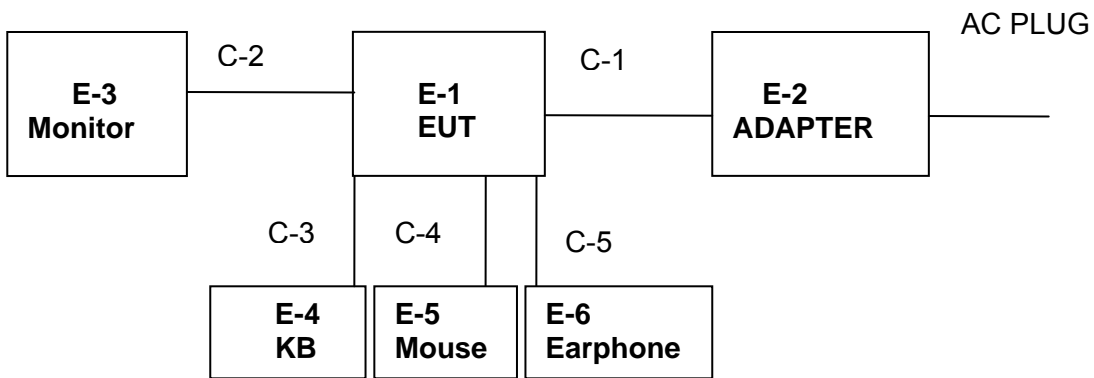 AC PLUG
C-2
C-1
E-3
Monitor
E-1
EUT
E-2
ADAPTER
C-3
C-4
C-5
E-4
KB
E-5
Mouse
E-6
Earphone